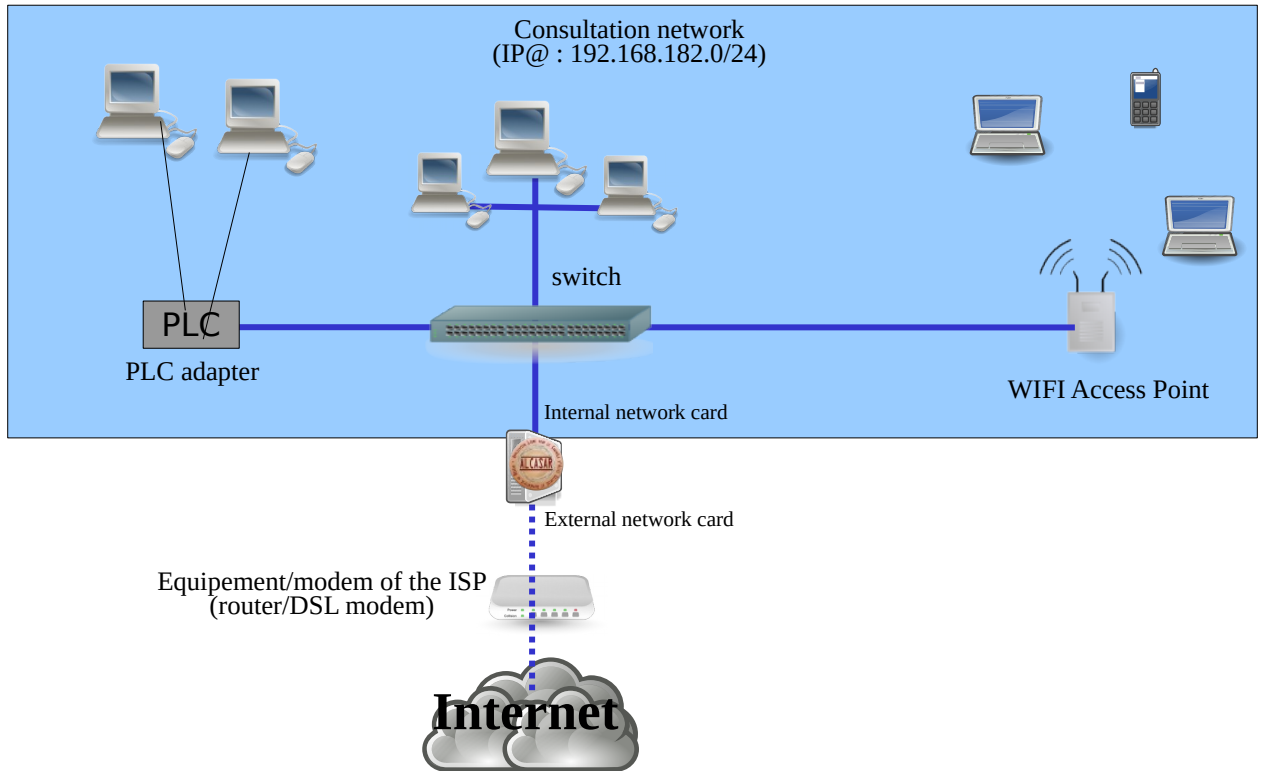 Consultation network
(IP@ : 192.168.182.0/24)
switch
PLC
PLC adapter
WIFI Access Point
Internal network card
ALCASAR
External network card
Equipement/modem of the ISP
(router/DSL modem)
Power
Internet